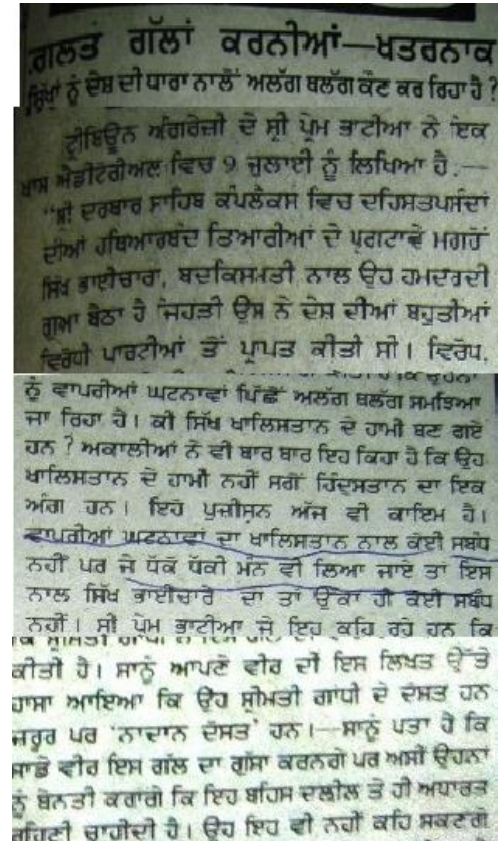 ਗਲਤ ਗੱਲਾਂ ਕਰਨੀਆਂ—ਖਤਰਨਾਕ
ਸਿੱਖਾਂ ਨੂੰ ਦੇਸ਼ ਦੀ ਧਾਰਾ ਨਾਲੋਂ ਅਲੱਗ ਥਲੱਗ ਕੌਣ ਕਰ ਰਿਹਾ ਹੈ ?
ਟ੍ਰੀਬਿਊਨ ਅੰਗਰੇਜ਼ੀ ਦੇ ਸ਼੍ਰੀ ਪ੍ਰੇਮ ਭਾਟੀਆ ਨੇ ਇਕ
ਖਾਸ ਐਡੀਟੋਰੀਅਲ ਵਿਚ 9 ਜੁਲਾਈ ਨੂੰ ਲਿਖਿਆ ਹੈ.—
"ਸ਼੍ਰੀ ਦਰਬਾਰ ਸਾਹਿਬ ਕੰਪਲੈਕਸ ਵਿਚ ਦਹਿਸ਼ਤਪਸੰਦਾਂ
ਦੀਆਂ ਹਥਿਆਰਬੰਦ ਤਿਆਰੀਆਂ ਦੇ ਪ੍ਰਗਟਾਵੇ ਮਗਰੋਂ
ਸਿੱਖ ਭਾਈਚਾਰਾ, ਬਦਕਿਸਮਤੀ ਨਾਲ ਉਹ ਹਮਦਰਦੀ
ਗੁਆ ਬੈਠਾ ਹੈ ਜਿਹੜੀ ਉਸ ਨੇ ਦੇਸ਼ ਦੀਆਂ ਬਹੁਤੀਆਂ
ਵਿਰੋਧੀ ਪਾਰਟੀਆਂ ਤੋਂ ਪ੍ਰਾਪਤ ਕੀਤੀ ਸੀ। ਵਿਰੋਧ.
ਨੂੰ ਵਾਪਰੀਆਂ ਘਟਨਾਵਾਂ ਪਿੱਛੋਂ ਅਲੱਗ ਥਲੱਗ ਸਮਝਿਆ
ਜਾ ਰਿਹਾ ਹੈ। ਕੀ ਸਿੱਖ ਖਾਲਿਸਤਾਨ ਦੇ ਹਾਮੀ ਬਣ ਗਏ
ਹਨ ? ਅਕਾਲੀਆਂ ਨੇ ਵੀ ਬਾਰ ਬਾਰ ਇਹ ਕਿਹਾ ਹੈ ਕਿ ਉਹ
ਖਾਲਿਸਤਾਨ ਦੇ ਹਾਮੀ ਨਹੀਂ ਸਗੋਂ ਹਿੰਦੁਸਤਾਨ ਦਾ ਇਕ
ਅੰਗ ਹਨ। ਇਹੋ ਪੁਜ਼ੀਸ਼ਨ ਅੱਜ ਵੀ ਕਾਇਮ ਹੈ।
ਵਾਪਰੀਆਂ ਘਟਨਾਵਾਂ ਦਾ ਖਾਲਿਸਤਾਨ ਨਾਲ ਕੋਈ ਸਬੰਧ
ਨਹੀਂ ਪਰ ਜੇ ਧੱਕੋ ਧੱਕੀ ਮੰਨ ਵੀ ਲਿਆ ਜਾਏ ਤਾਂ ਇਸ
ਨਾਲ ਸਿੱਖ ਭਾਈਚਾਰੇ ਦਾ ਤਾਂ ਉੱਕਾ ਹੀ ਕੋਈ ਸਬੰਧ
ਨਹੀਂ। ਸ਼੍ਰੀ ਪ੍ਰੇਮ ਭਾਟੀਆ ਜੋ ਇਹ ਕਹਿ ਰਹੇ ਹਨ ਕਿ
ਕੀਤੀ ਹੈ। ਸਾਨੂੰ ਆਪਣੇ ਵੀਰ ਦੀ ਇਸ ਲਿਖਤ ਉੱਤੇ
ਹਾਸਾ ਆਇਆ ਕਿ ਉਹ ਸ਼੍ਰੀਮਤੀ ਗਾਂਧੀ ਦੇ ਦੋਸਤ ਹਨ
ਜ਼ਰੂਰ ਪਰ 'ਨਾਦਾਨ ਦੋਸਤ' ਹਨ।—ਸਾਨੂੰ ਪਤਾ ਹੈ ਕਿ
ਸਾਡੇ ਵੀਰ ਇਸ ਗੱਲ ਦਾ ਗੁੱਸਾ ਕਰਨਗੇ ਪਰ ਅਸੀਂ ਉਹਨਾਂ
ਨੂੰ ਬੇਨਤੀ ਕਰਾਂਗੇ ਕਿ ਇਹ ਬਹਿਸ ਦਲੀਲ ਤੇ ਹੀ ਅਧਾਰਤ
ਰਹਿਣੀ ਚਾਹੀਦੀ ਹੈ। ਉਹ ਇਹ ਵੀ ਨਹੀਂ ਕਹਿ ਸਕਣਗੇ